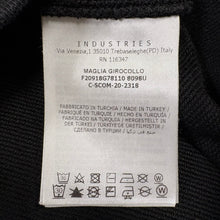 INDUSTRIES
Via Venezia,1 35010 Trebaseleghe(PD) Italy
RN 116347
MAGLIA GIROCOLLO
F20918G78110 8098U
C-SCOM-20-2318
FABBRICATO IN TURCHIA / MADE IN TURKEY /
FABRIQUÉ EN TURQUIE / HECHO EN TURQUÍA /
FABRICADO NA TURQUIA / HERGESTELLT IN
DER TÜRKEI / TÜRKİYE'DE ÜRETİLMİŞTİR /
СДЕЛАНО В ТУРЦИИ /